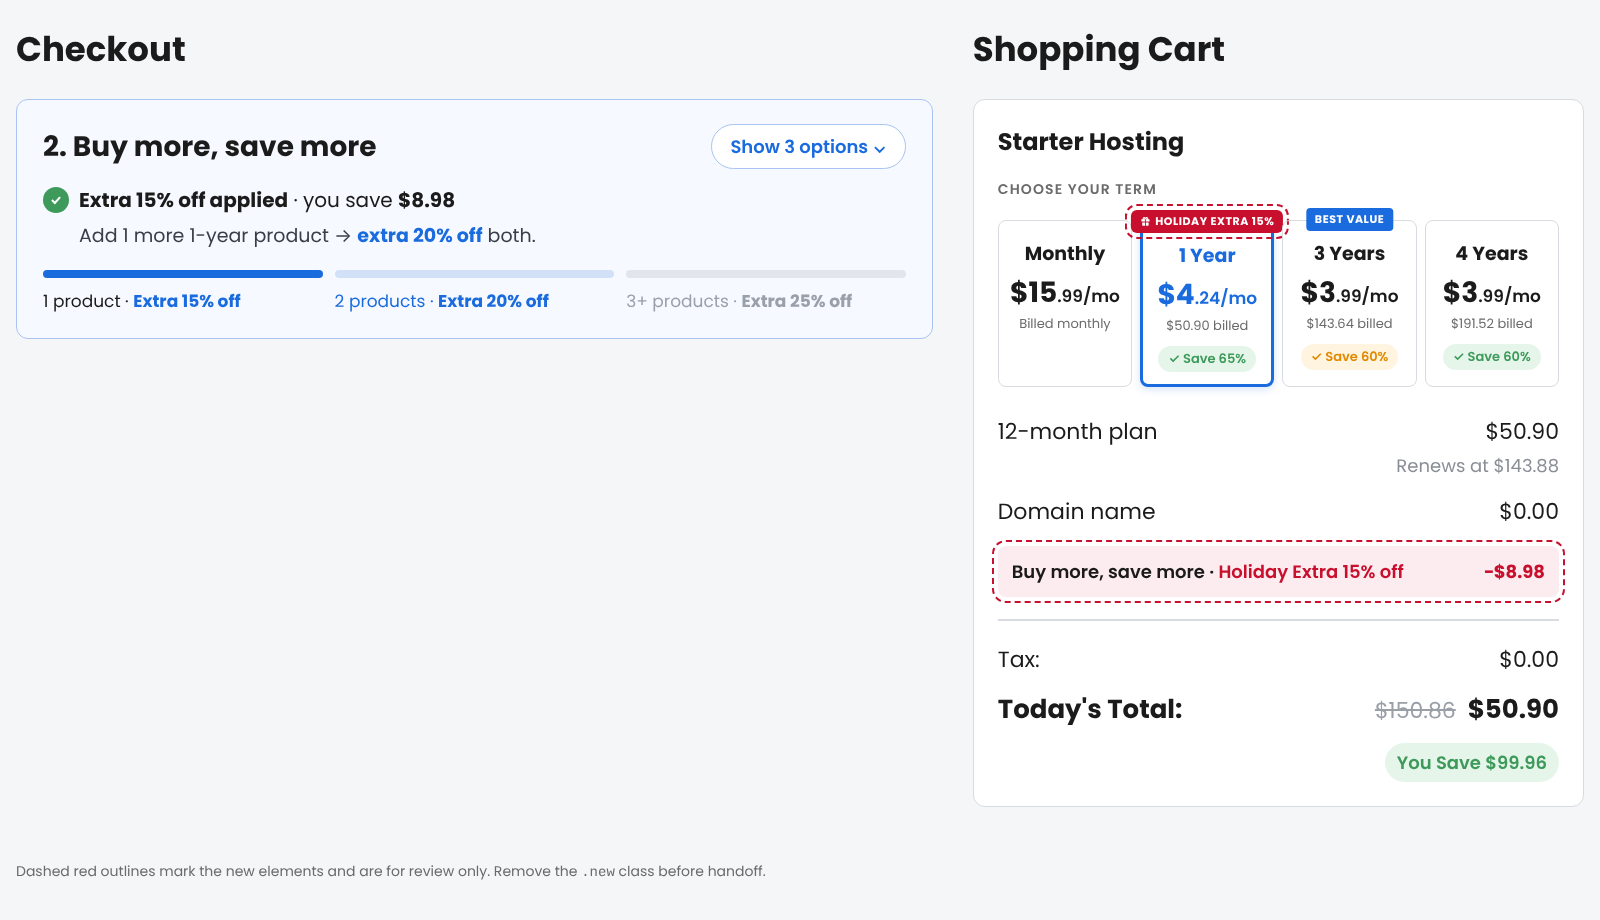 Checkout
2. Buy more, save more
Show 3 options
Extra 15% off applied · you save $8.98
Add 1 more 1-year product → extra 20% off both.
1 product · Extra 15% off
2 products · Extra 20% off
3+ products · Extra 25% off
Shopping Cart
Starter Hosting
CHOOSE YOUR TERM
Monthly
$15.99/mo
Billed monthly
HOLIDAY EXTRA 15%
1 Year
$4.24/mo
$50.90 billed
✓ Save 65%
BEST VALUE
3 Years
$3.99/mo
$143.64 billed
✓ Save 60%
4 Years
$3.99/mo
$191.52 billed
✓ Save 60%
12-month plan $50.90
Renews at $143.88
Domain name $0.00
Buy more, save more · Holiday Extra 15% off -$8.98
Tax: $0.00
Today's Total: $150.86 $50.90
You Save $99.96
Dashed red outlines mark the new elements and are for review only. Remove the .new class before handoff.